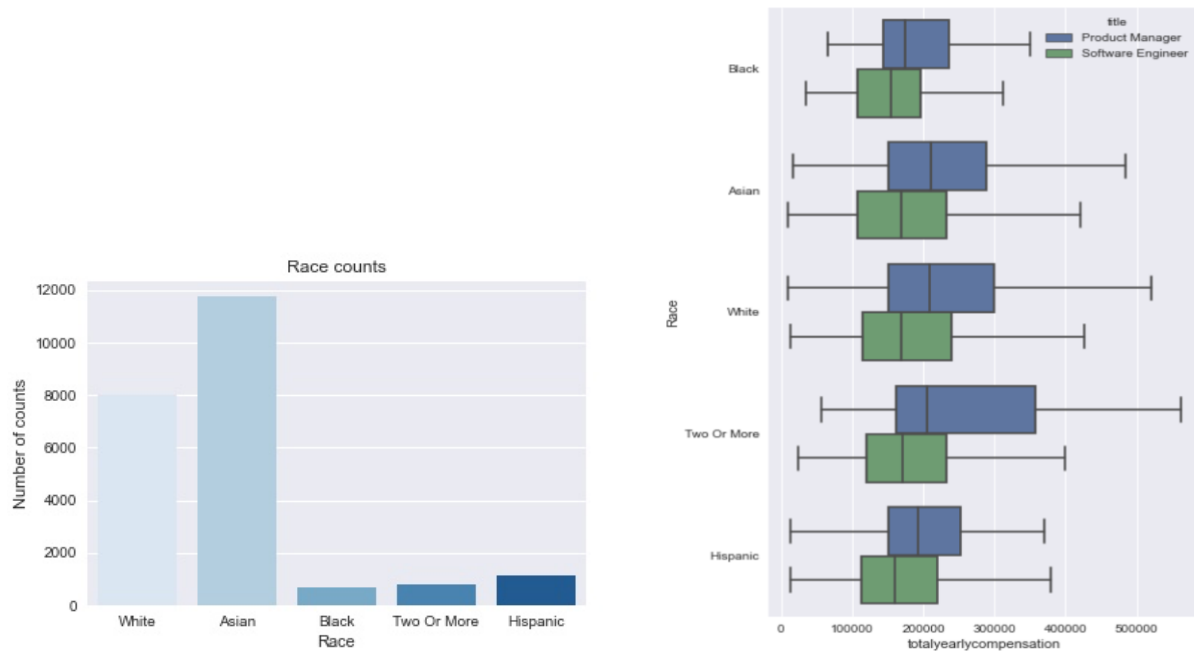 Race counts
Number of counts
12000
10000
8000
6000
4000
2000
0
White Asian Black Two Or More Hispanic
Race
title
Product Manager
Software Engineer
Race
Black
Asian
White
Two Or More
Hispanic
0 100000 200000 300000 400000 500000
totalyearlycompensation